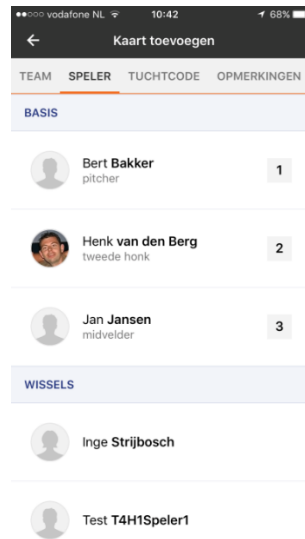 vodafone NL 10:42 68%
Kaart toevoegen
TEAM SPELER TUCHTCODE OPMERKINGEN
BASIS
Bert Bakker
pitcher
1
Henk van den Berg
tweede honk
2
Jan Jansen
midvelder
3
WISSELS
Inge Strijbosch
Test T4H1Speler1